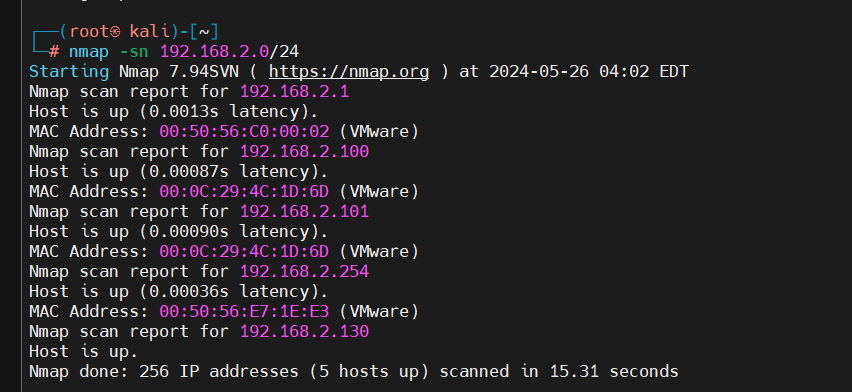 ┌──(root㉿ kali)-[~]
└─# nmap -sn 192.168.2.0/24
Starting Nmap 7.94SVN ( https://nmap.org ) at 2024-05-26 04:02 EDT
Nmap scan report for 192.168.2.1
Host is up (0.0013s latency).
MAC Address: 00:50:56:C0:00:02 (VMware)
Nmap scan report for 192.168.2.100
Host is up (0.00087s latency).
MAC Address: 00:0C:29:4C:1D:6D (VMware)
Nmap scan report for 192.168.2.101
Host is up (0.00090s latency).
MAC Address: 00:0C:29:4C:1D:6D (VMware)
Nmap scan report for 192.168.2.254
Host is up (0.00036s latency).
MAC Address: 00:50:56:E7:1E:E3 (VMware)
Nmap scan report for 192.168.2.130
Host is up.
Nmap done: 256 IP addresses (5 hosts up) scanned in 15.31 seconds